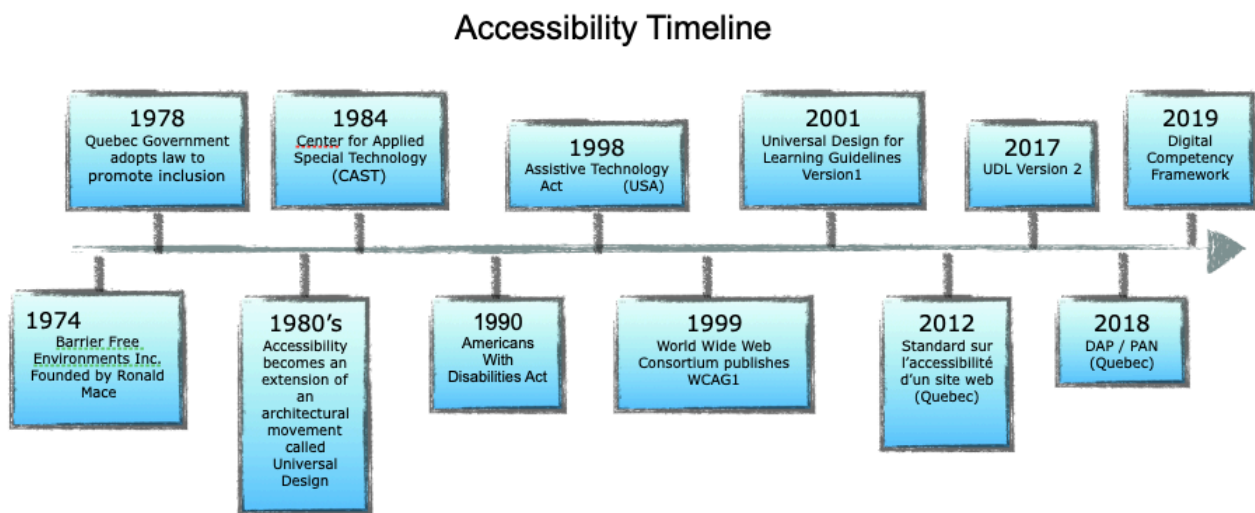 Accessibility Timeline
1978
Quebec Government
adopts law to
promote inclusion
1984
Center for Applied
Special Technology
(CAST)
1998
Assistive Technology
Act (USA)
2001
Universal Design for
Learning Guidelines
Version1
2017
UDL Version 2
2019
Digital
Competency
Framework
1974
Barrier Free
Environments Inc.
Founded by Ronald
Mace
1980’s
Accessibility
becomes an
extension of
an
architectural
movement
called
Universal
Design
1990
Americans
With
Disabilities Act
1999
World Wide Web
Consortium publishes
WCAG1
2012
Standard sur
l’accessibilité
d’un site web
(Quebec)
2018
DAP / PAN
(Quebec)